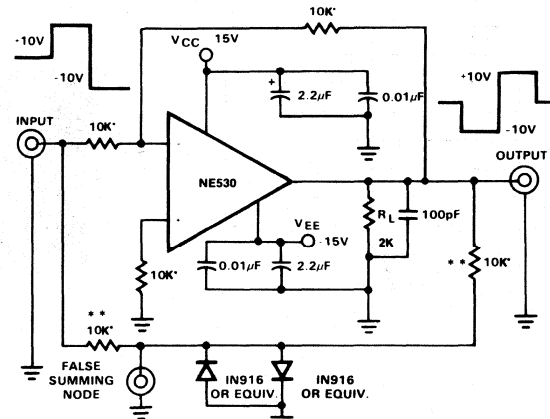 10K*
-10V
VCC 15V
-10V
+
2.2μF
0.01μF
+10V
-10V
INPUT
10K*
-
NE530
OUTPUT
RL
2K
100pF
VEE
-15V
10K*
0.01μF
2.2μF
**
10K*
**
10K*
FALSE
SUMMING
NODE
IN916
OR EQUIV.
IN916
OR EQUIV.